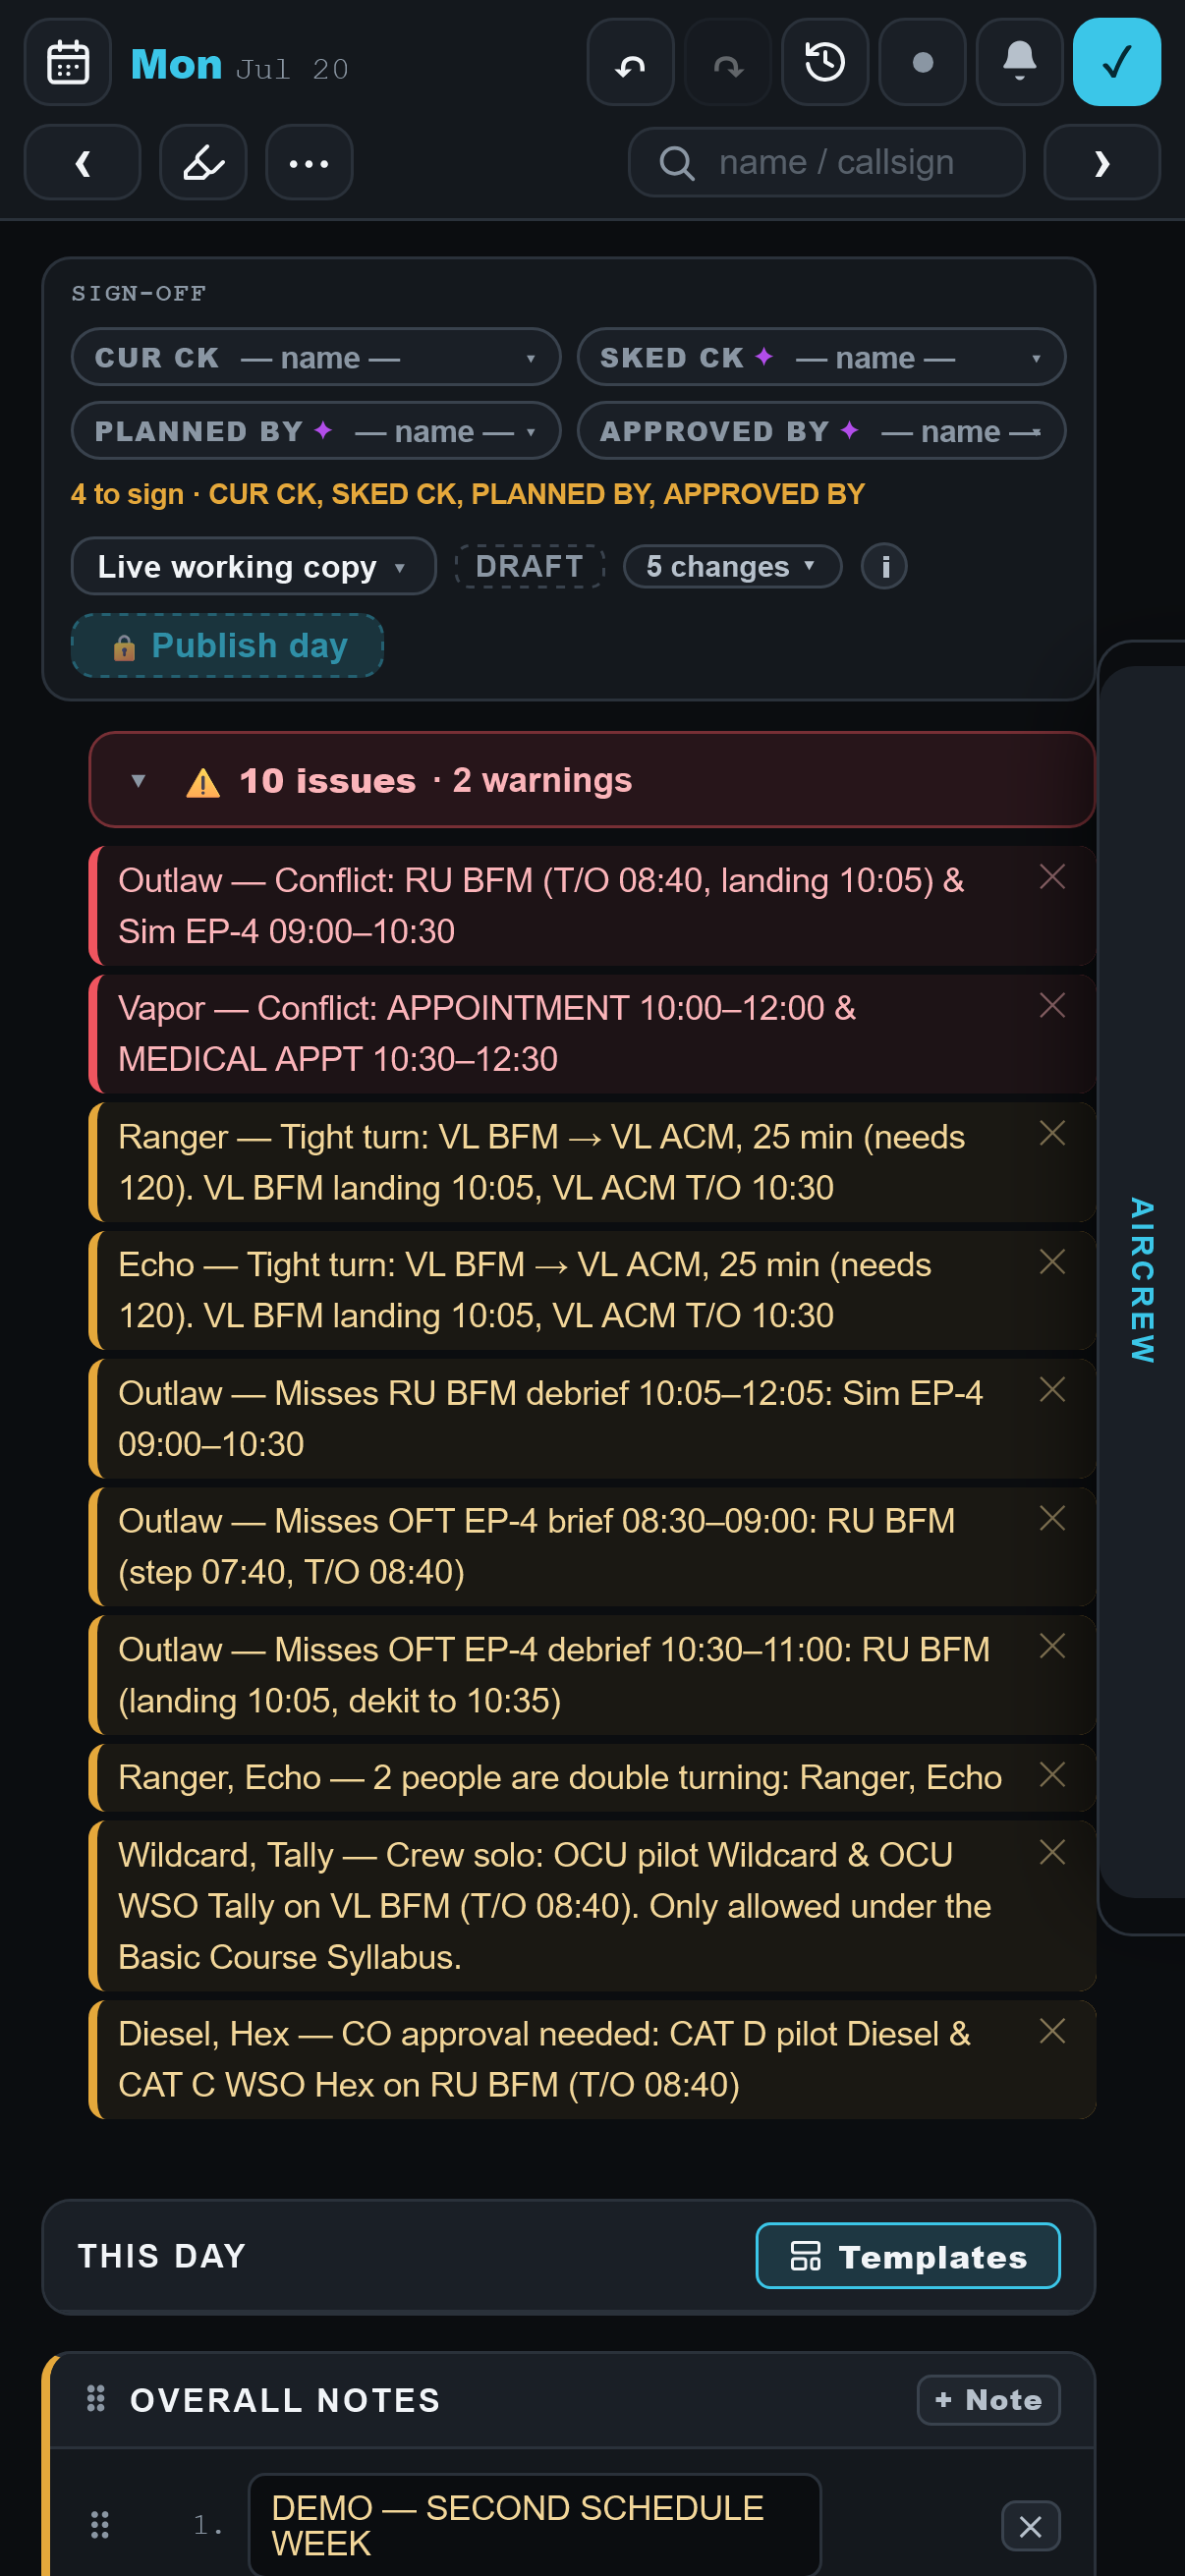 Mon Jul 20
name / callsign
SIGN-OFF
CUR CK — name —
SKED CK — name —
PLANNED BY — name —
APPROVED BY — name —
4 to sign · CUR CK, SKED CK, PLANNED BY, APPROVED BY
Live working copy DRAFT 5 changes i
Publish day
10 issues · 2 warnings
Outlaw — Conflict: RU BFM (T/O 08:40, landing 10:05) &
Sim EP-4 09:00–10:30
Vapor — Conflict: APPOINTMENT 10:00–12:00 &
MEDICAL APPT 10:30–12:30
Ranger — Tight turn: VL BFM → VL ACM, 25 min (needs
120). VL BFM landing 10:05, VL ACM T/O 10:30
Echo — Tight turn: VL BFM → VL ACM, 25 min (needs
120). VL BFM landing 10:05, VL ACM T/O 10:30
Outlaw — Misses RU BFM debrief 10:05–12:05: Sim EP-4
09:00–10:30
Outlaw — Misses OFT EP-4 brief 08:30–09:00: RU BFM
(step 07:40, T/O 08:40)
Outlaw — Misses OFT EP-4 debrief 10:30–11:00: RU BFM
(landing 10:05, dekit to 10:35)
Ranger, Echo — 2 people are double turning: Ranger, Echo
Wildcard, Tally — Crew solo: OCU pilot Wildcard & OCU
WSO Tally on VL BFM (T/O 08:40). Only allowed under the
Basic Course Syllabus.
Diesel, Hex — CO approval needed: CAT D pilot Diesel &
CAT C WSO Hex on RU BFM (T/O 08:40)
AIRCREW
THIS DAY
Templates
OVERALL NOTES
+ Note
1. DEMO — SECOND SCHEDULE
WEEK